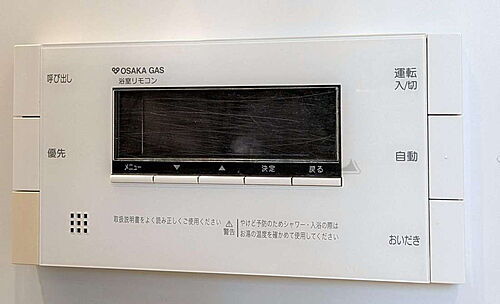 OSAKA GAS
浴室リモコン
呼び出し
運転
入/切
優先
自動
メニュー ▼ ▲ 決定 戻る
取扱説明書をよく読み正しくご使用ください
警告
やけど予防のためシャワー・入浴の際は
お湯の温度を確かめて使用してください
おいだき